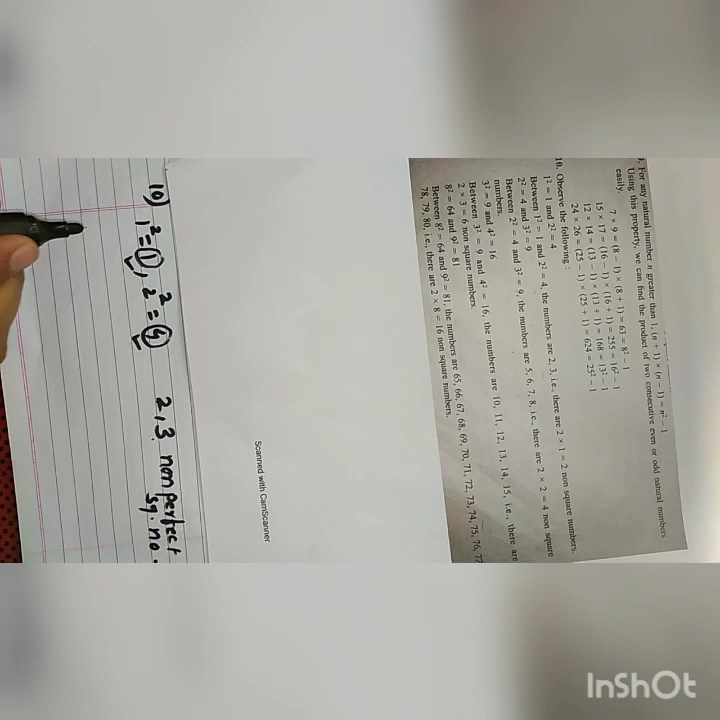 9. For any natural number n greater than 1, (n + 1) × (n − 1) = n² − 1
Using this property, we can find the product of two consecutive even or odd natural numbers
easily.
7 × 9 = (8 − 1) × (8 + 1) = 63 = 8² − 1
15 × 17 = (16 − 1) × (16 + 1) = 255 = 16² − 1
12 × 14 = (13 − 1) × (13 + 1) = 168 = 13² − 1
24 × 26 = (25 − 1) × (25 + 1) = 624 = 25² − 1
10. Observe the following :
1² = 1 and 2² = 4
Between 1² = 1 and 2² = 4, the numbers are 2, 3, i.e., there are 2 × 1 = 2 non square numbers.
2² = 4 and 3² = 9
Between 2² = 4 and 3² = 9, the numbers are 5, 6, 7, 8, i.e., there are 2 × 2 = 4 non square
numbers.
3² = 9 and 4² = 16
Between 3² = 9 and 4² = 16, the numbers are 10, 11, 12, 13, 14, 15, i.e., there are
2 × 3 = 6 non square numbers.
8² = 64 and 9² = 81
Between 8² = 64 and 9² = 81, the numbers are 65, 66, 67, 68, 69, 70, 71, 72, 73, 74, 75, 76, 77
78, 79, 80, i.e., there are 2 × 8 = 16 non square numbers.
Scanned with CamScanner
10) 1² = 1, 2² = 4 2, 3. non perfect
sq. no.
InShOt